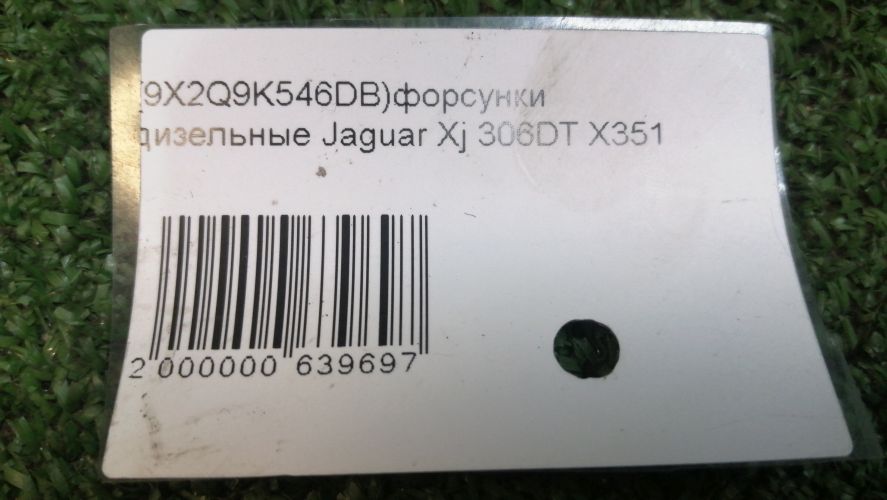 (9X2Q9K546DB)форсунки
дизельные Jaguar Xj 306DT X351
2 000000 639697